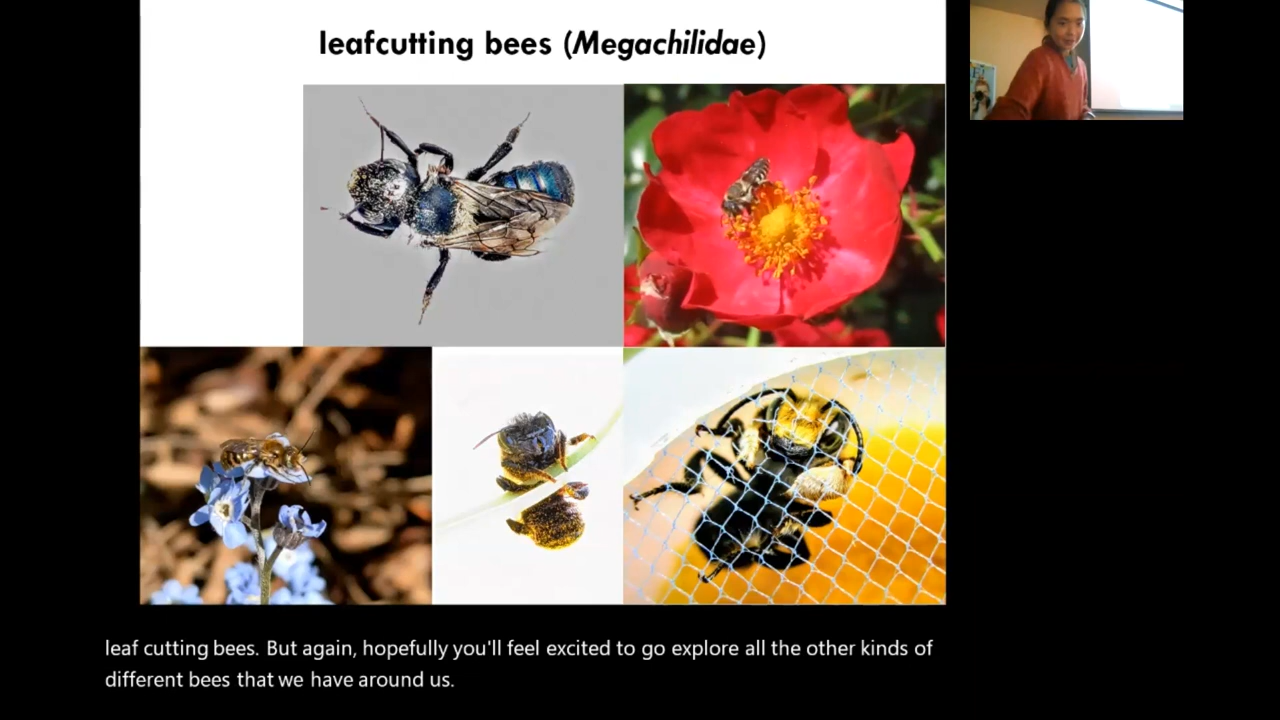 leafcutting bees (Megachilidae)
leaf cutting bees. But again, hopefully you'll feel excited to go explore all the other kinds of
different bees that we have around us.